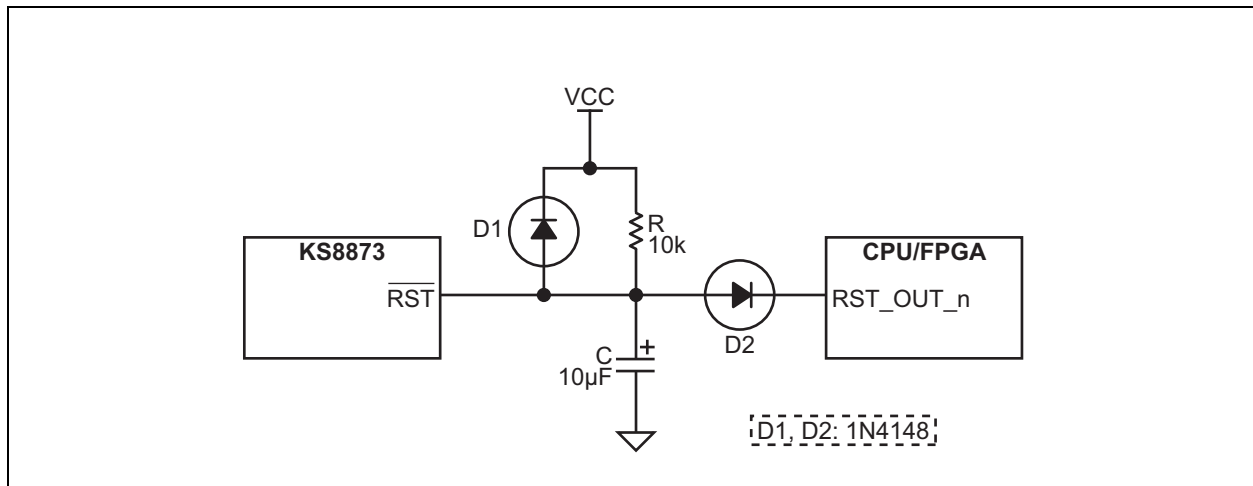 VCC
D1
R
10k
KS8873
RST
CPU/FPGA
RST_OUT_n
D2
C
+
10µF
D1, D2: 1N4148